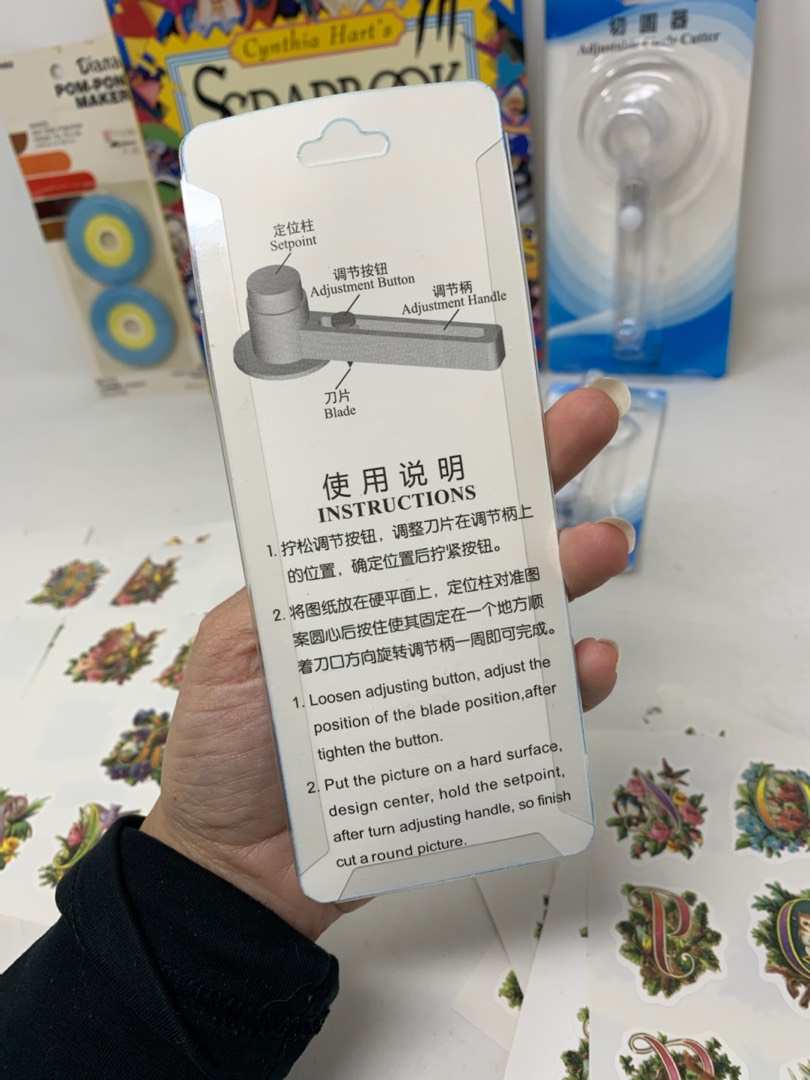 Diana
POM-PON
MAKER
Cynthia Hart's
SCRAPBOOK
切圆器
Cutter
定位柱
Setpoint
调节按钮
Adjustment Button
调节柄
Adjustment Handle
刀片
Blade
使用说明
INSTRUCTIONS
1. 拧松调节按钮，调整刀片在调节柄上
的位置，确定位置后拧紧按钮。
2. 将图纸放在硬平面上，定位柱对准图
案圆心后按住使其固定在一个地方顺
着刀口方向旋转调节柄一周即可完成。
1. Loosen adjusting button, adjust the
position of the blade position,after
tighten the button.
2. Put the picture on a hard surface,
design center, hold the setpoint,
after turn adjusting handle, so finish
cut a round picture.